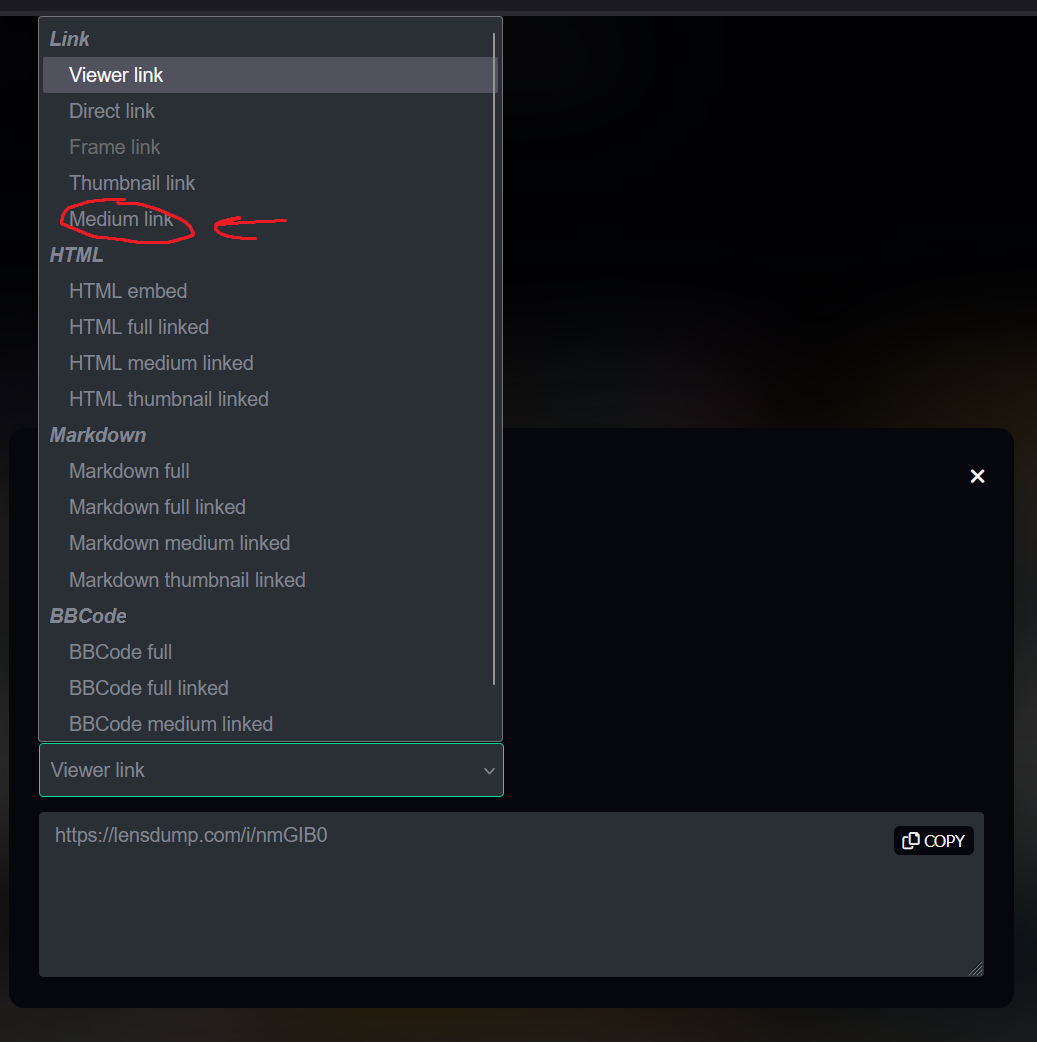 Link
Viewer link
Direct link
Frame link
Thumbnail link
Medium link
HTML
HTML embed
HTML full linked
HTML medium linked
HTML thumbnail linked
Markdown
Markdown full
Markdown full linked
Markdown medium linked
Markdown thumbnail linked
BBCode
BBCode full
BBCode full linked
BBCode medium linked
Viewer link
https://lensdump.com/i/nmGIB0
COPY